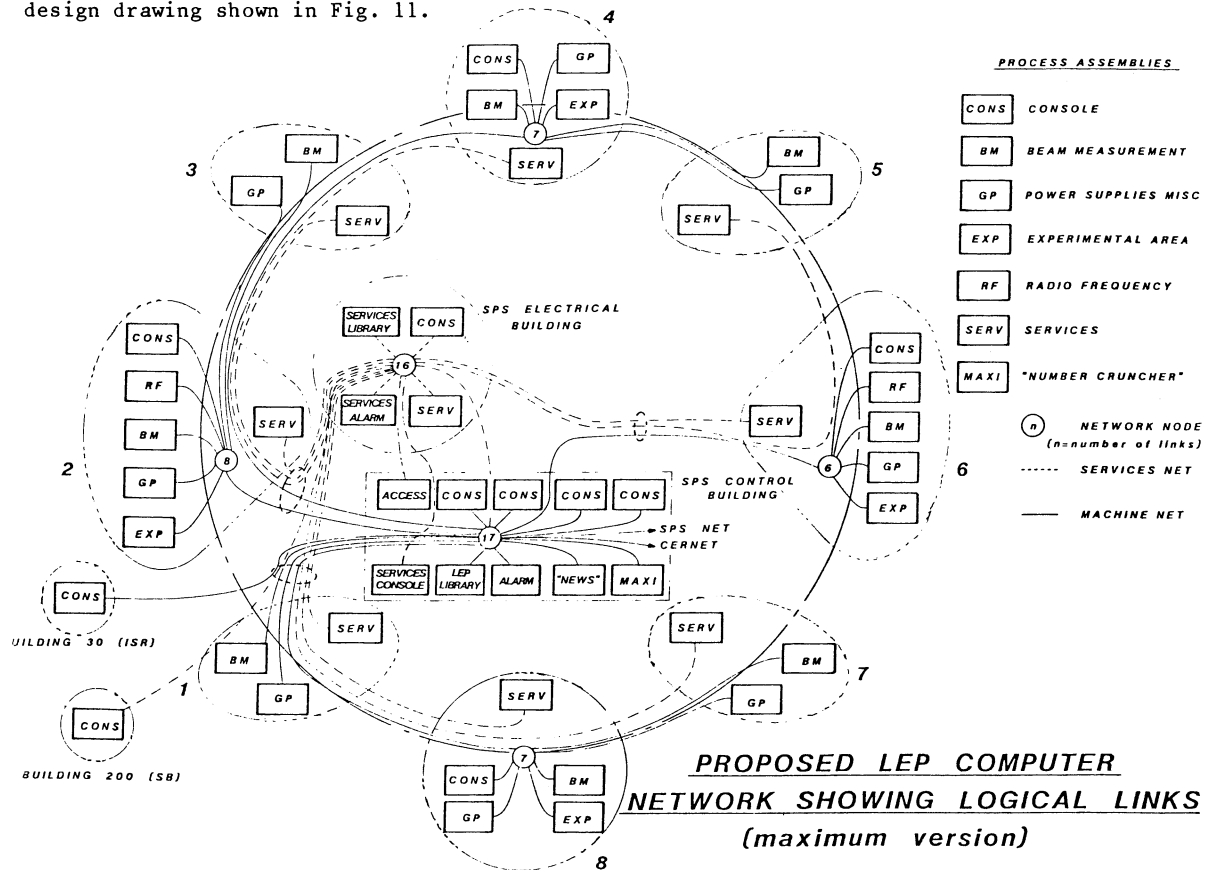 design drawing shown in Fig. 11.
4
CONS
GP
BM
EXP
7
SERV
3
BM
GP
SERV
5
BM
GP
SERV
SPS ELECTRICAL
BUILDING
SERVICES
LIBRARY
CONS
16
SERVICES
ALARM
SERV
2
CONS
RF
BM
GP
EXP
SERV
8
SERV
6
CONS
RF
BM
GP
EXP
6
SPS CONTROL
BUILDING
ACCESS
CONS
CONS
CONS
CONS
17
SPS NET
CERNET
SERVICES
CONSOLE
LEP
LIBRARY
ALARM
"NEWS"
MAXI
CONS
UILDING 30 (ISR)
CONS
BUILDING 200 (SB)
1
BM
GP
SERV
SERV
BM
GP
7
SERV
7
CONS
BM
GP
EXP
8
PROCESS ASSEMBLIES
CONS CONSOLE
BM BEAM MEASUREMENT
GP POWER SUPPLIES MISC
EXP EXPERIMENTAL AREA
RF RADIO FREQUENCY
SERV SERVICES
MAXI "NUMBER CRUNCHER"
n NETWORK NODE
(n=number of links)
SERVICES NET
MACHINE NET
PROPOSED LEP COMPUTER
NETWORK SHOWING LOGICAL LINKS
(maximum version)